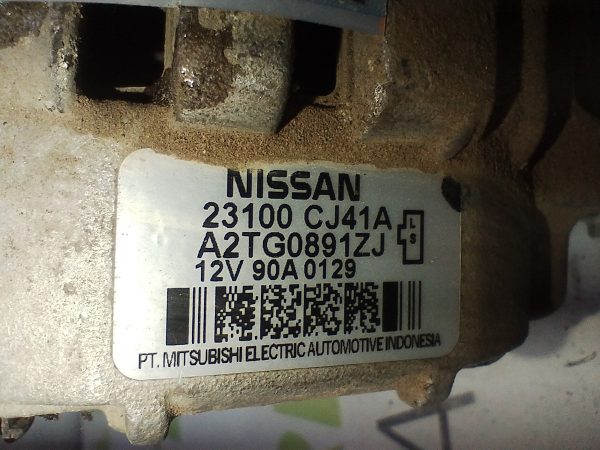 NISSAN
23100 CJ41A
A2TG0891ZJ
L
S
12V 90A 0129
PT. MITSUBISHI ELECTRIC AUTOMOTIVE INDONESIA